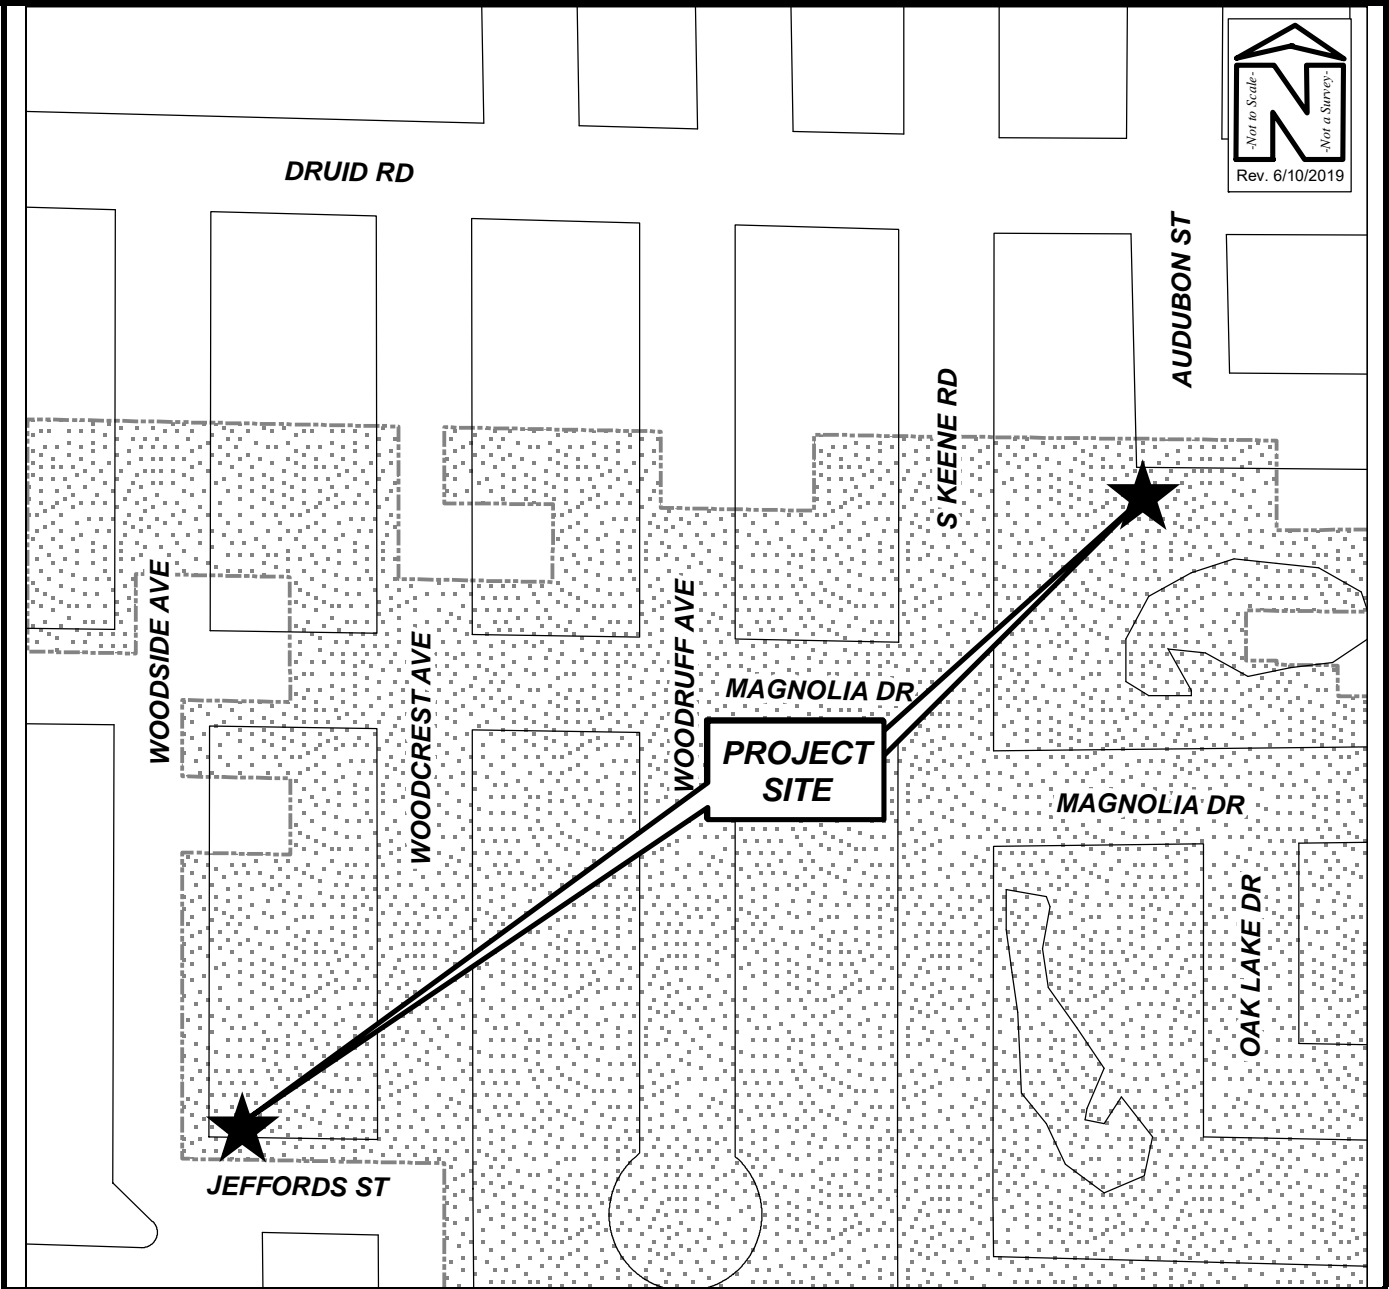 -Not to Scale-
-Not a Survey-
N
Rev. 6/10/2019
DRUID RD
AUDUBON ST
S KEENE RD
WOODSIDE AVE
WOODCREST AVE
WOODRUFF AVE
MAGNOLIA DR
PROJECT
SITE
MAGNOLIA DR
OAK LAKE DR
JEFFORDS ST